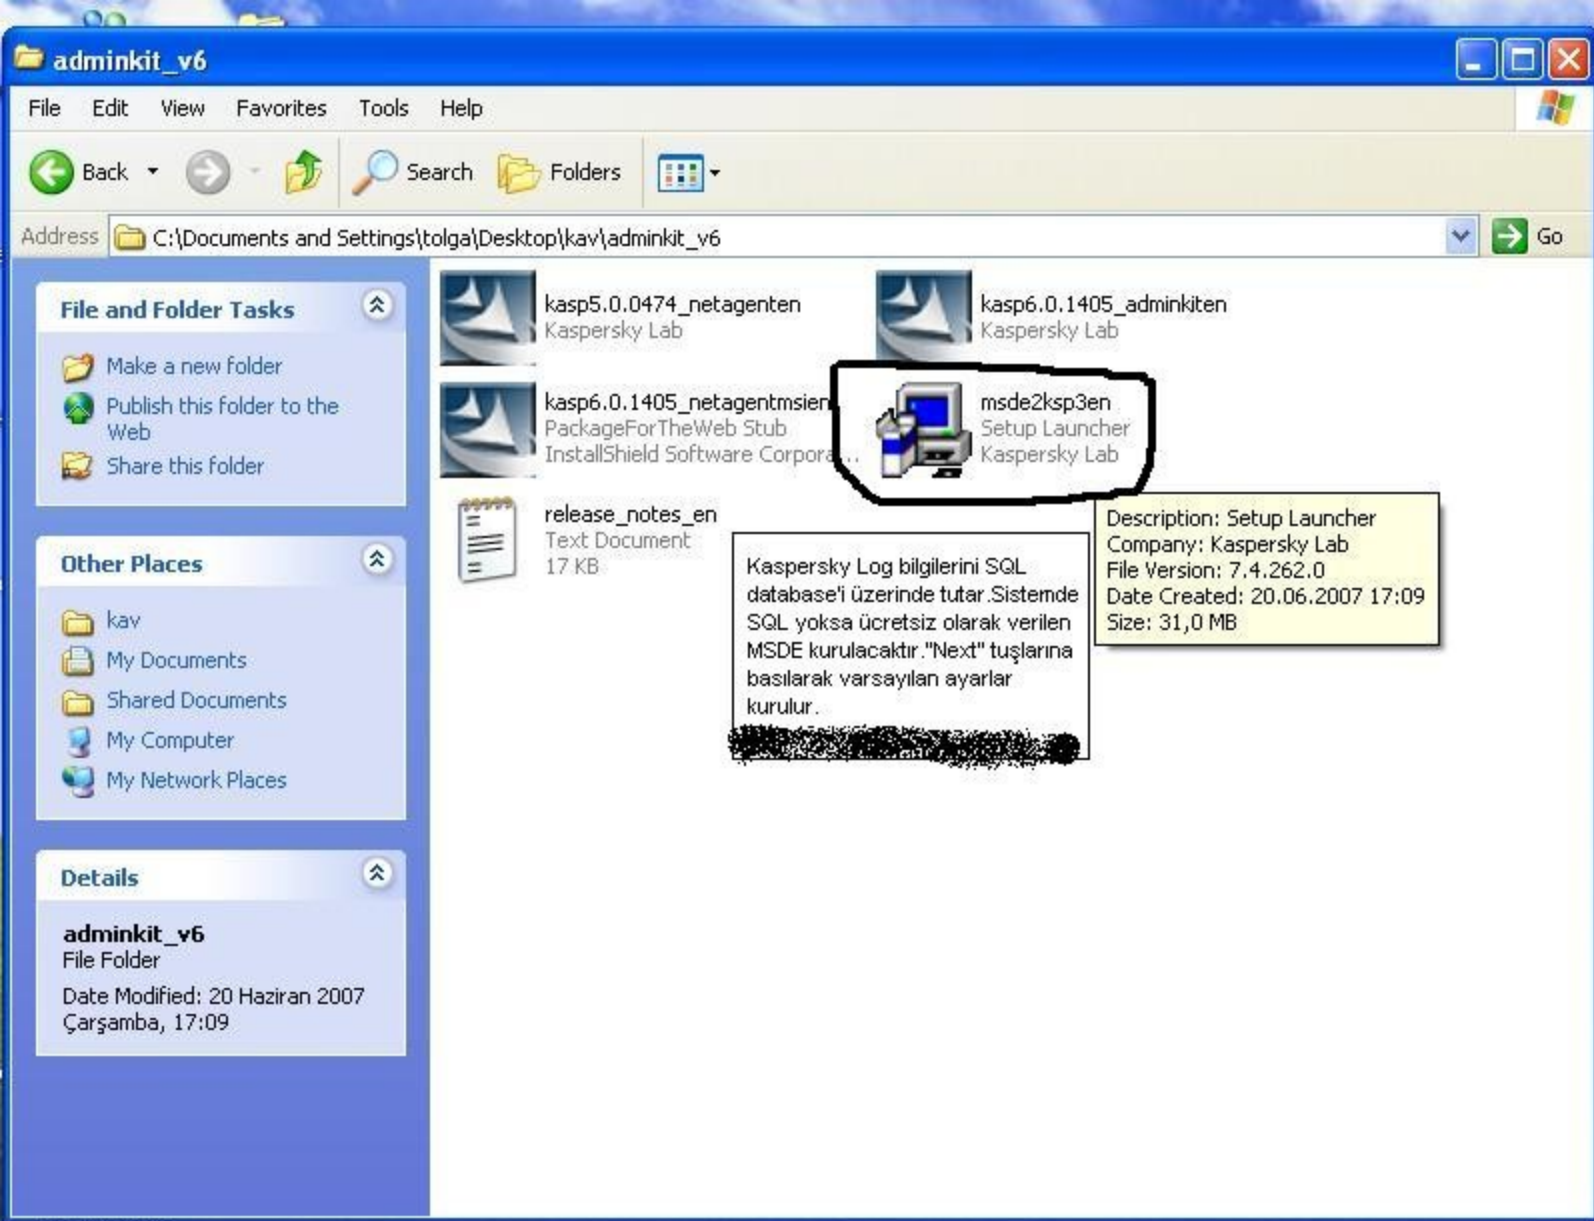 adminkit_v6
File Edit View Favorites Tools Help
Back Search Folders
Address C:\Documents and Settings\tolga\Desktop\kav\adminkit_v6 Go
File and Folder Tasks
Make a new folder
Publish this folder to the
Web
Share this folder
Other Places
kav
My Documents
Shared Documents
My Computer
My Network Places
Details
adminkit_v6
File Folder
Date Modified: 20 Haziran 2007
Çarşamba, 17:09
kasp5.0.0474_netagenten
Kaspersky Lab
kasp6.0.1405_adminkiten
Kaspersky Lab
kasp6.0.1405_netagentmsien
PackageForTheWeb Stub
InstallShield Software Corpora...
msde2ksp3en
Setup Launcher
Kaspersky Lab
release_notes_en
Text Document
17 KB
Description: Setup Launcher
Company: Kaspersky Lab
File Version: 7.4.262.0
Date Created: 20.06.2007 17:09
Size: 31,0 MB
Kaspersky Log bilgilerini SQL
database'i üzerinde tutar.Sistemde
SQL yoksa ücretsiz olarak verilen
MSDE kurulacaktır."Next" tuşlarına
basılarak varsayılan ayarlar
kurulur.